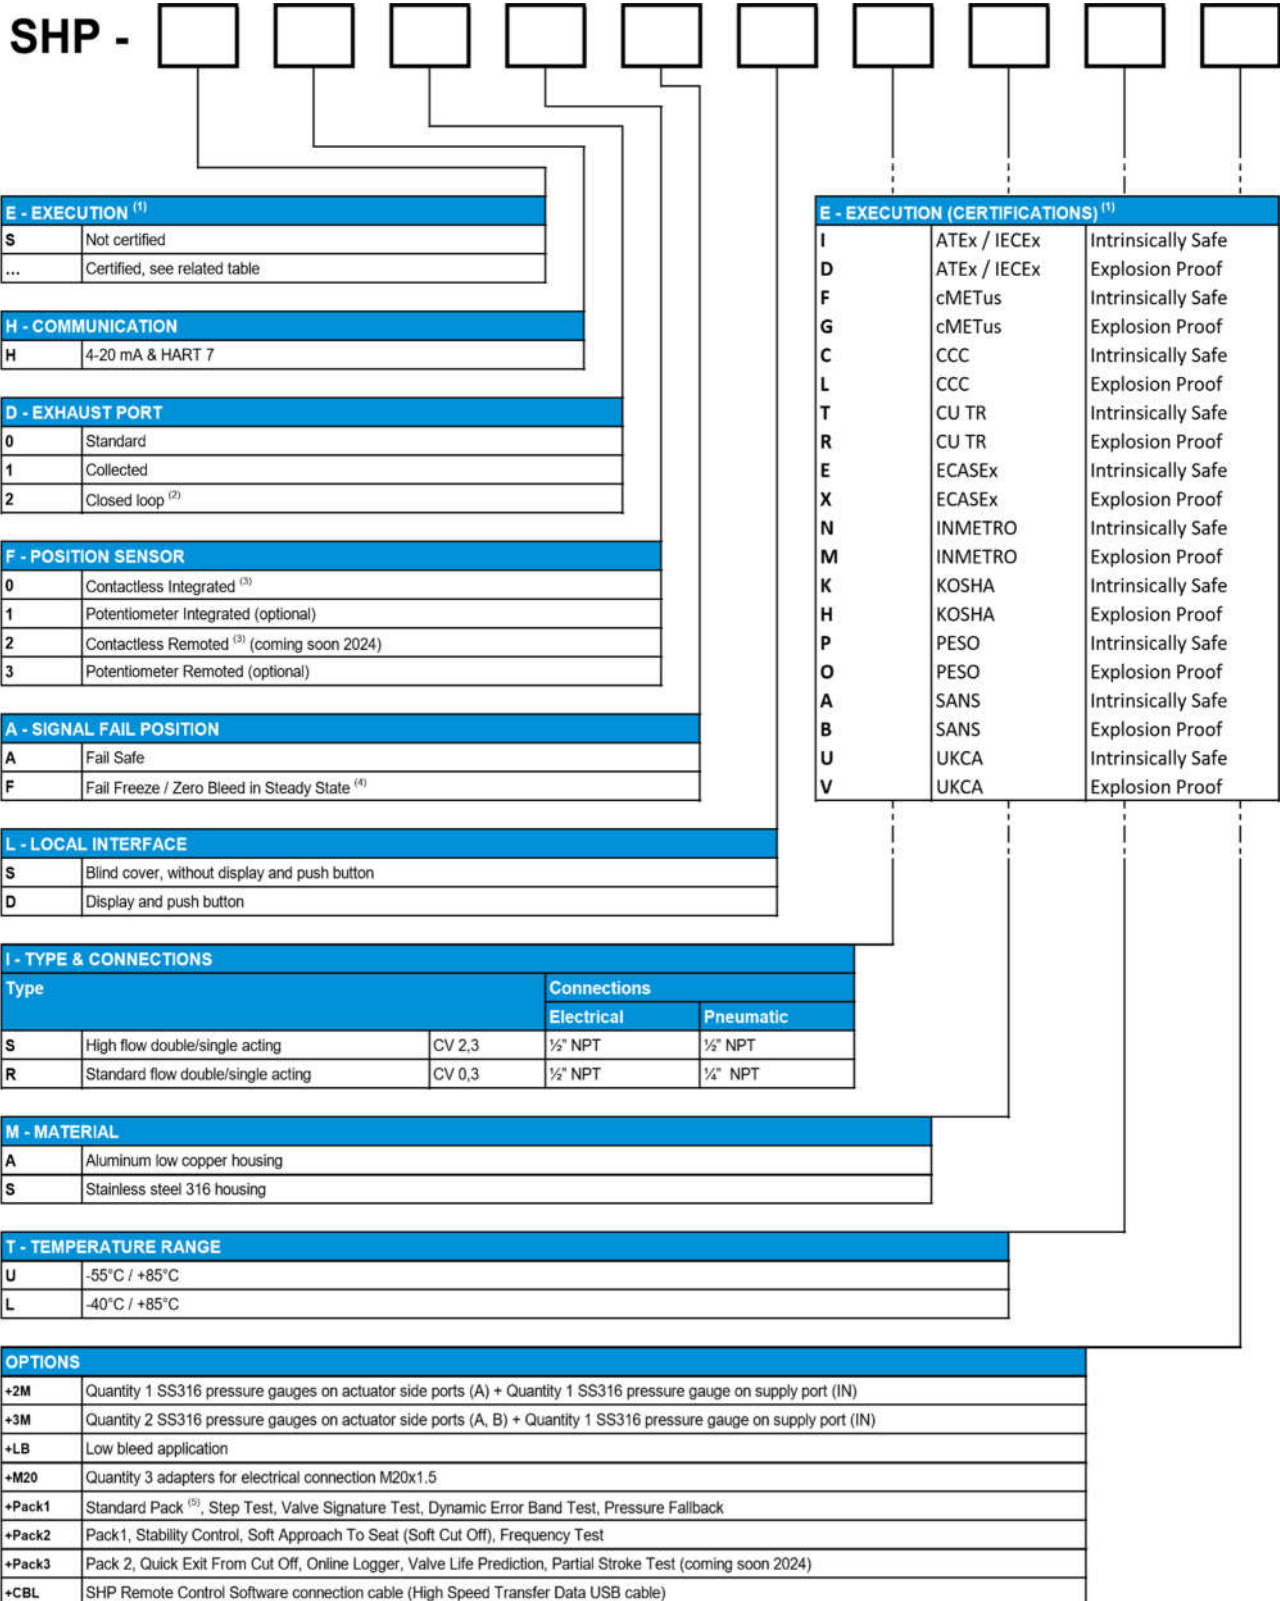 SHP -
E - EXECUTION (1)
S Not certified
... Certified, see related table
H - COMMUNICATION
H 4-20 mA & HART 7
D - EXHAUST PORT
0 Standard
1 Collected
2 Closed loop (2)
F - POSITION SENSOR
0 Contactless Integrated (3)
1 Potentiometer Integrated (optional)
2 Contactless Remoted (3) (coming soon 2024)
3 Potentiometer Remoted (optional)
A - SIGNAL FAIL POSITION
A Fail Safe
F Fail Freeze / Zero Bleed in Steady State (4)
L - LOCAL INTERFACE
S Blind cover, without display and push button
D Display and push button
E - EXECUTION (CERTIFICATIONS) (1)
I ATEx / IECEx Intrinsically Safe
D ATEx / IECEx Explosion Proof
F cMETus Intrinsically Safe
G cMETus Explosion Proof
C CCC Intrinsically Safe
L CCC Explosion Proof
T CU TR Intrinsically Safe
R CU TR Explosion Proof
E ECASEx Intrinsically Safe
X ECASEx Explosion Proof
N INMETRO Intrinsically Safe
M INMETRO Explosion Proof
K KOSHA Intrinsically Safe
H KOSHA Explosion Proof
P PESO Intrinsically Safe
O PESO Explosion Proof
A SANS Intrinsically Safe
B SANS Explosion Proof
U UKCA Intrinsically Safe
V UKCA Explosion Proof
I - TYPE & CONNECTIONS
Type Connections
Electrical Pneumatic
S High flow double/single acting CV 2,3 ½" NPT ½" NPT
R Standard flow double/single acting CV 0,3 ½" NPT ¼" NPT
M - MATERIAL
A Aluminum low copper housing
S Stainless steel 316 housing
T - TEMPERATURE RANGE
U -55°C / +85°C
L -40°C / +85°C
OPTIONS
+2M Quantity 1 SS316 pressure gauges on actuator side ports (A) + Quantity 1 SS316 pressure gauge on supply port (IN)
+3M Quantity 2 SS316 pressure gauges on actuator side ports (A, B) + Quantity 1 SS316 pressure gauge on supply port (IN)
+LB Low bleed application
+M20 Quantity 3 adapters for electrical connection M20x1.5
+Pack1 Standard Pack (5), Step Test, Valve Signature Test, Dynamic Error Band Test, Pressure Fallback
+Pack2 Pack1, Stability Control, Soft Approach To Seat (Soft Cut Off), Frequency Test
+Pack3 Pack 2, Quick Exit From Cut Off, Online Logger, Valve Life Prediction, Partial Stroke Test (coming soon 2024)
+CBL SHP Remote Control Software connection cable (High Speed Transfer Data USB cable)